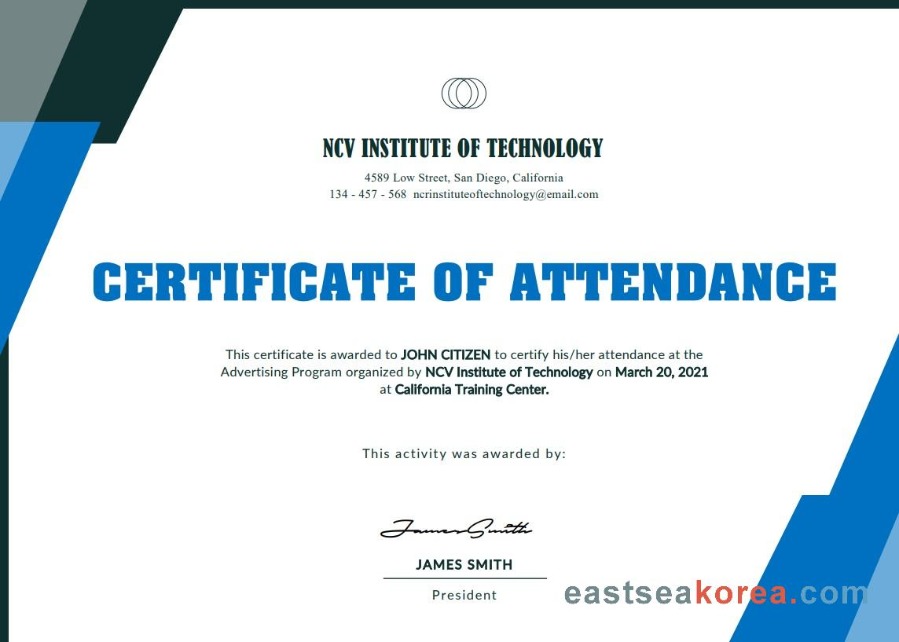 NCV INSTITUTE OF TECHNOLOGY
4589 Low Street, San Diego, California
134 - 457 - 568 ncrinstituteoftechnology@email.com
CERTIFICATE OF ATTENDANCE
This certificate is awarded to JOHN CITIZEN to certify his/her attendance at the
Advertising Program organized by NCV Institute of Technology on March 20, 2021
at California Training Center.
This activity was awarded by:
James Smith
JAMES SMITH
President
eastseakorea.com